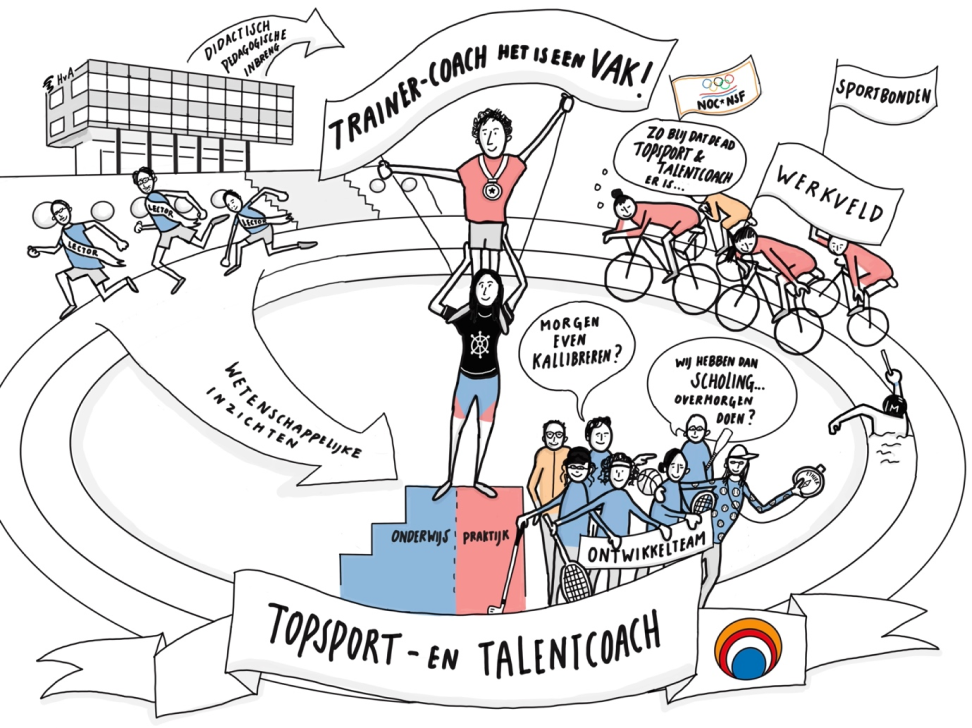 DIDACTISCH
PEDAGOGISCHE
INBRENG
HvA
TRAINER-COACH HET IS EEN VAK!
NOC*NSF
SPORTBONDEN
ZO BLIJ DAT DE AD
TOPSPORT &
TALENTCOACH
ER IS...
WERKVELD
LECTOR
LECTOR
LECTOR
MORGEN
EVEN
KALLIBREREN?
WIJ HEBBEN DAN
SCHOLING...
OVERMORGEN
DOEN?
WETENSCHAPPELIJKE
INZICHTEN
M
ONDERWIJS
PRAKTIJK
ONTWIKKELTEAM
TOPSPORT-EN TALENTCOACH